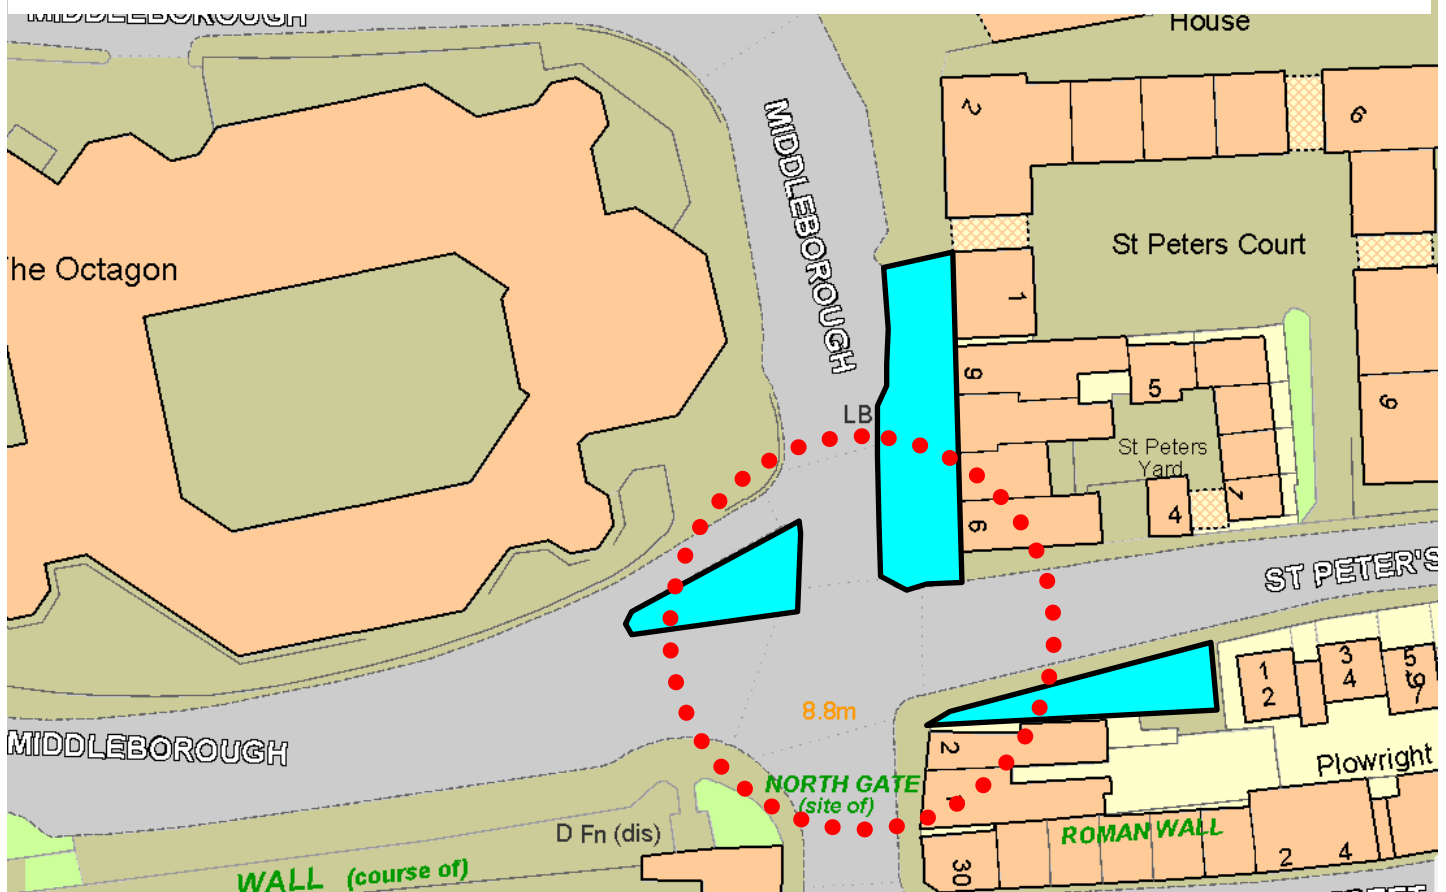 MIDDLEBOROUGH
House
MIDDLEBOROUGH
2
6
The Octagon
St Peters Court
1
9
5
LB
St Peters
Yard
7
4
6
ST PETER'S
1
2
3
4
5
7
8.8m
MIDDLEBOROUGH
2
1
Plowright
NORTH GATE
(site of)
D Fn (dis)
ROMAN WALL
WALL (course of)
30
2
4